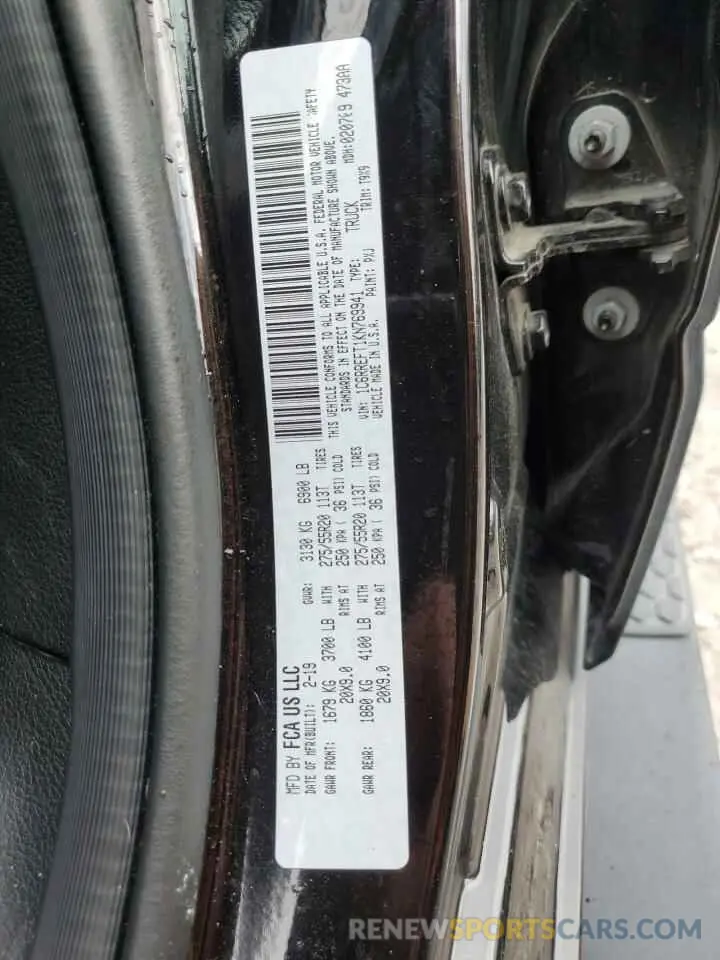 MFD BY FCA US LLC
DATE OF MFR(BUILT): 2-19 GVWR: 3130 KG 6900 LB
GAWR FRONT: 1679 KG 3700 LB WITH 275/55R20 113T TIRES
20X9.0 RIMS AT 250 KPA ( 36 PSI) COLD
GAWR REAR: 1860 KG 4100 LB WITH 275/55R20 113T TIRES
20X9.0 RIMS AT 250 KPA ( 36 PSI) COLD
THIS VEHICLE CONFORMS TO ALL APPLICABLE U.S.A. FEDERAL MOTOR VEHICLE SAFETY
STANDARDS IN EFFECT ON THE DATE OF MANUFACTURE SHOWN ABOVE.
VIN: 1C6RREFT1KN769941 TYPE: TRUCK MDH: 473AA
VEHICLE MADE IN U.S.A. PAINT: PXJ TRIM: T9X9
RENEWSPORTSCARS.COM